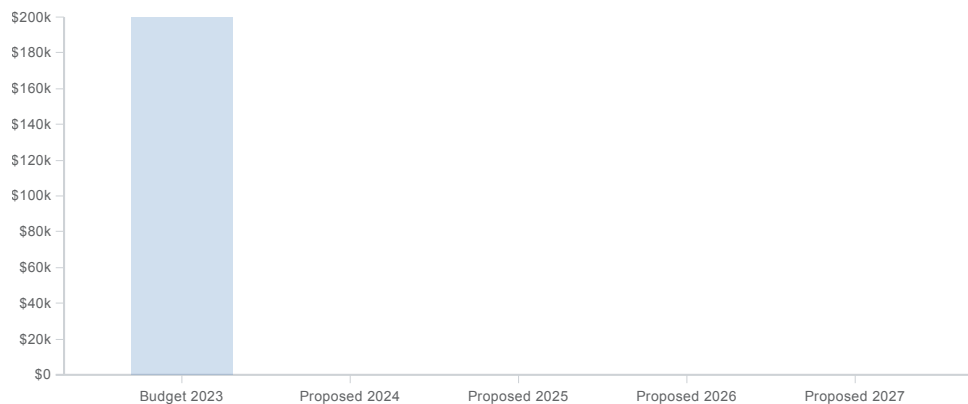 $200k
$180k
$160k
$140k
$120k
$100k
$80k
$60k
$40k
$20k
$0
Budget 2023 Proposed 2024 Proposed 2025 Proposed 2026 Proposed 2027